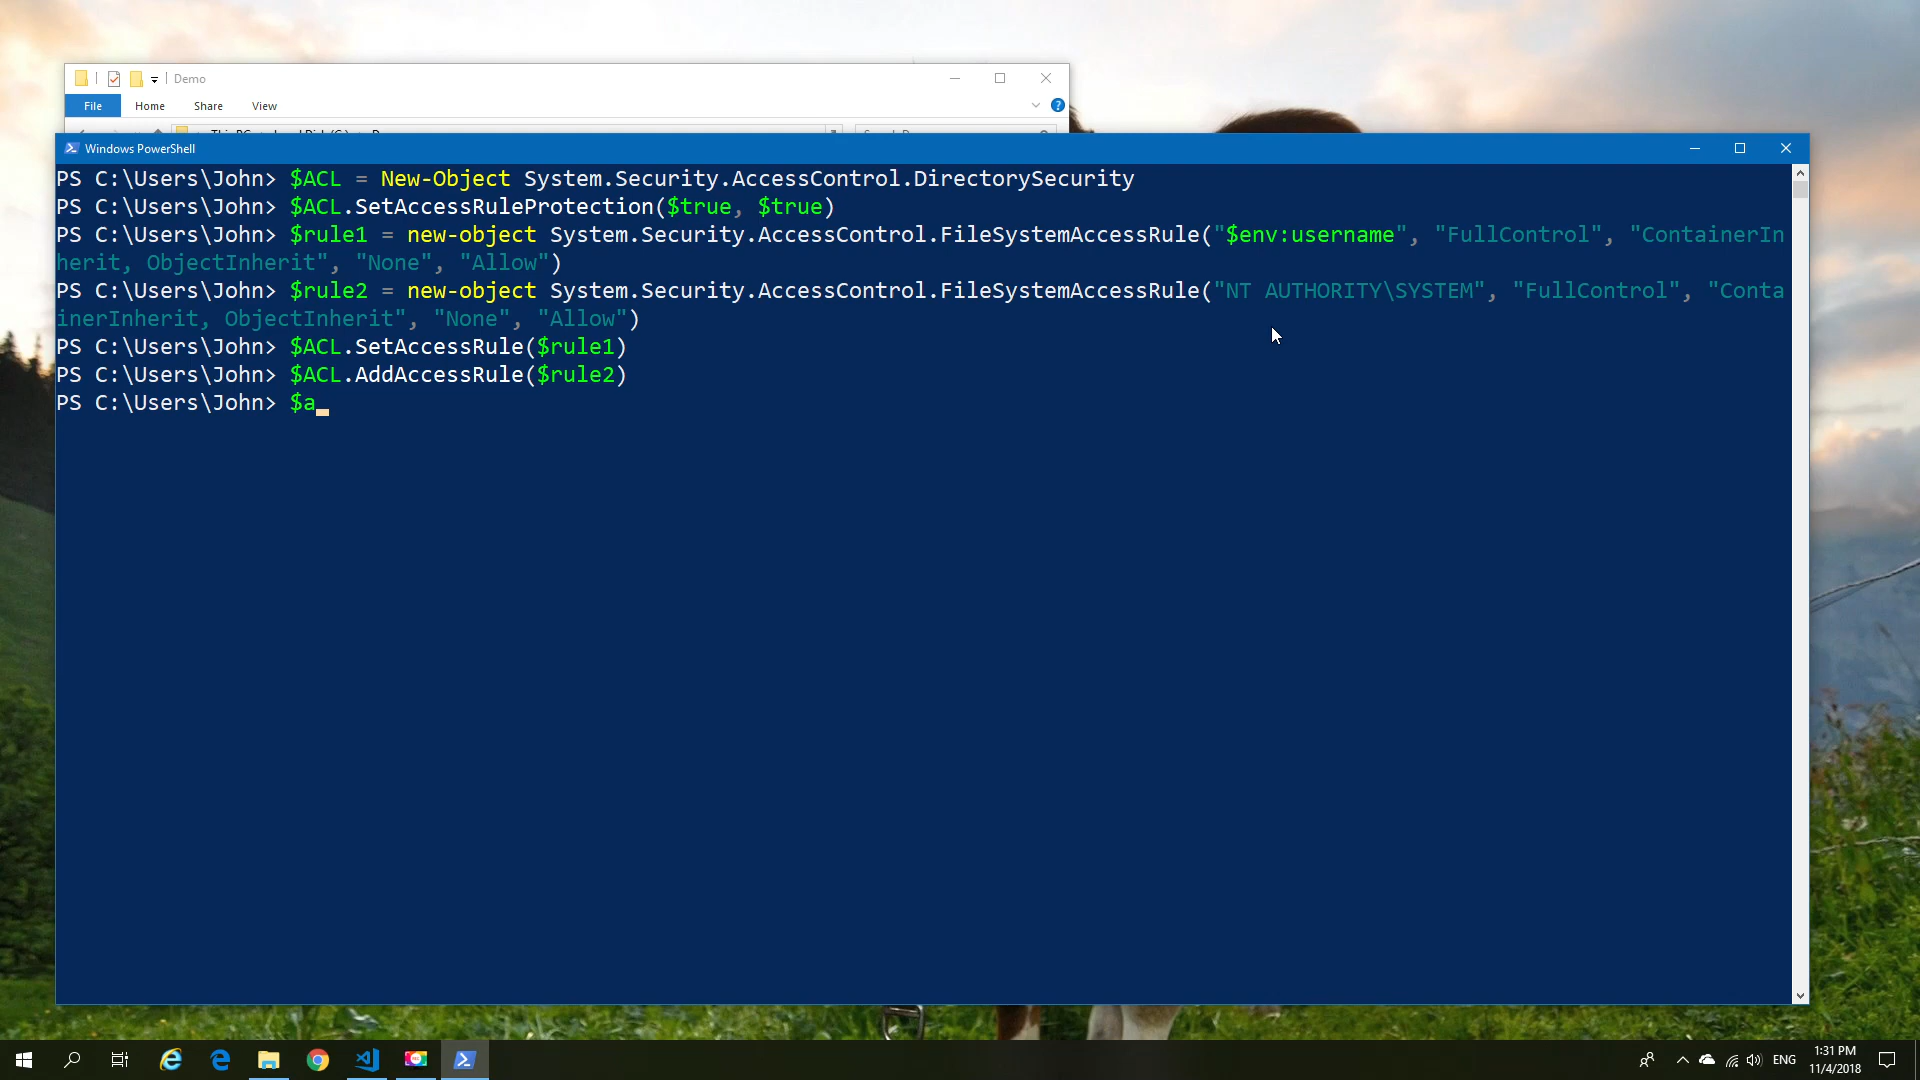 Demo
File Home Share View
Windows PowerShell
PS C:\Users\John> $ACL = New-Object System.Security.AccessControl.DirectorySecurity
PS C:\Users\John> $ACL.SetAccessRuleProtection($true, $true)
PS C:\Users\John> $rule1 = new-object System.Security.AccessControl.FileSystemAccessRule("$env:username", "FullControl", "ContainerIn
herit, ObjectInherit", "None", "Allow")
PS C:\Users\John> $rule2 = new-object System.Security.AccessControl.FileSystemAccessRule("NT AUTHORITY\SYSTEM", "FullControl", "Conta
inerInherit, ObjectInherit", "None", "Allow")
PS C:\Users\John> $ACL.SetAccessRule($rule1)
PS C:\Users\John> $ACL.AddAccessRule($rule2)
PS C:\Users\John> $a
ENG
1:31 PM
11/4/2018